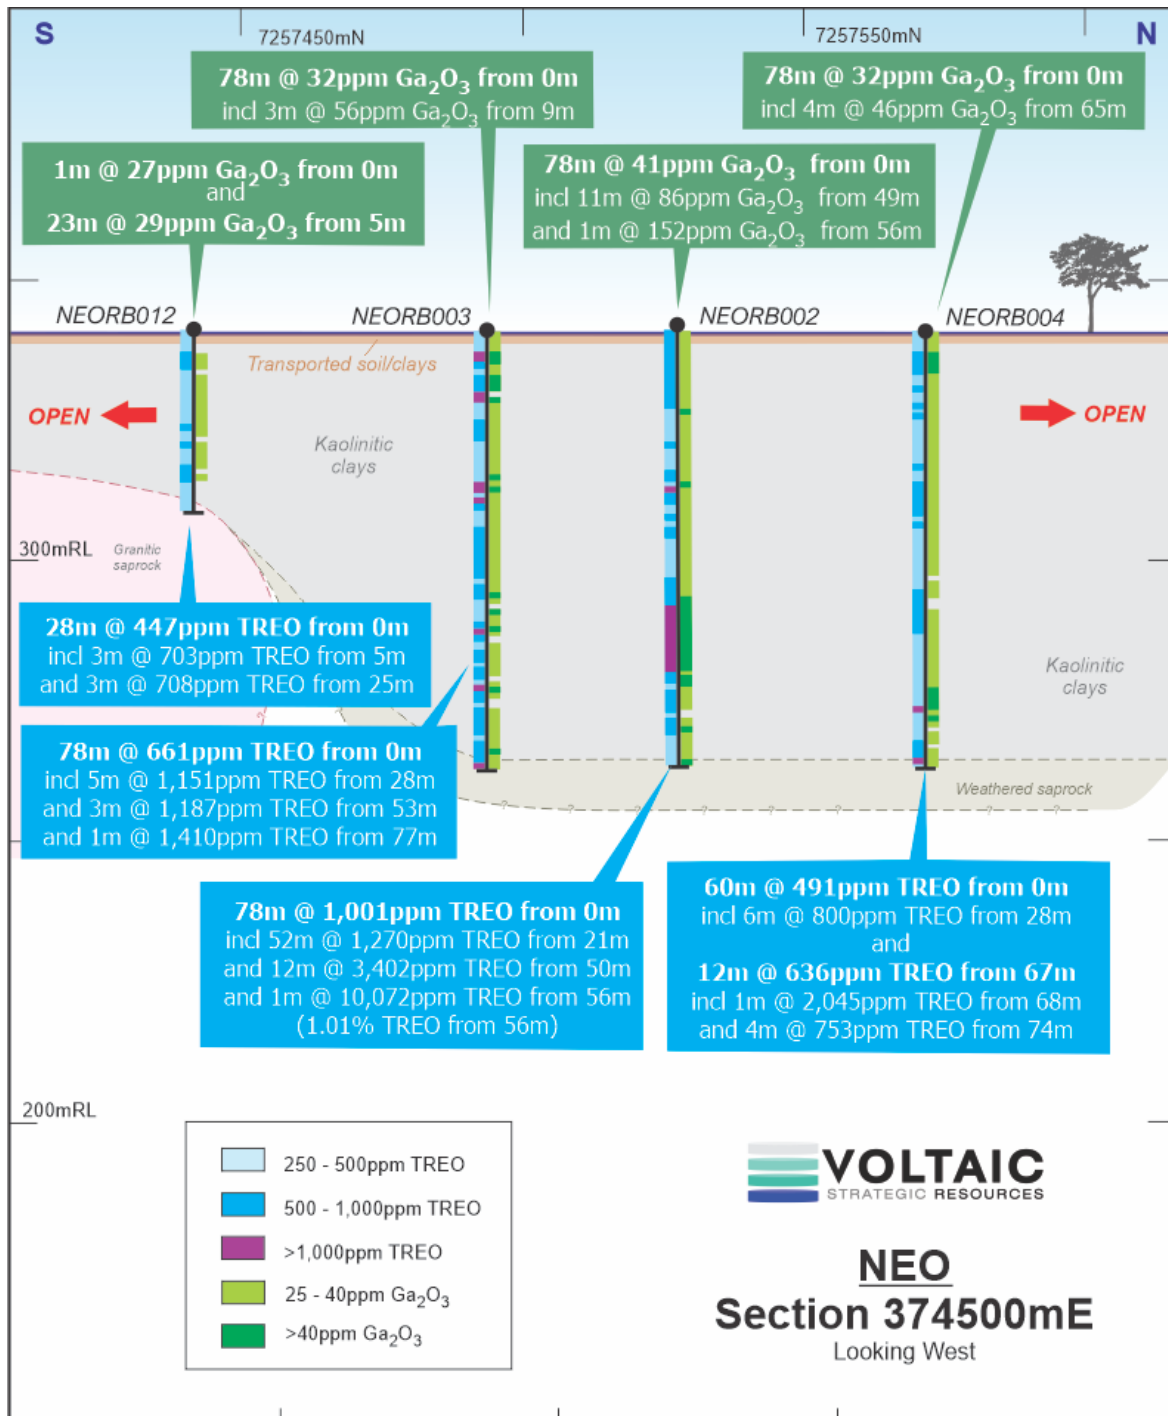 S
N
7257450mN
7257550mN
78m @ 32ppm Ga₂O₃ from 0m
incl 3m @ 56ppm Ga₂O₃ from 9m
78m @ 32ppm Ga₂O₃ from 0m
incl 4m @ 46ppm Ga₂O₃ from 65m
1m @ 27ppm Ga₂O₃ from 0m
and
23m @ 29ppm Ga₂O₃ from 5m
78m @ 41ppm Ga₂O₃ from 0m
incl 11m @ 86ppm Ga₂O₃ from 49m
and 1m @ 152ppm Ga₂O₃ from 56m
NEORB012
NEORB003
NEORB002
NEORB004
Transported soil/clays
OPEN
OPEN
Kaolinitic
clays
300mRL
Granitic
saprock
Kaolinitic
clays
Weathered saprock
?
?
?
?
?
?
?
?
28m @ 447ppm TREO from 0m
incl 3m @ 703ppm TREO from 5m
and 3m @ 708ppm TREO from 25m
78m @ 661ppm TREO from 0m
incl 5m @ 1,151ppm TREO from 28m
and 3m @ 1,187ppm TREO from 53m
and 1m @ 1,410ppm TREO from 77m
78m @ 1,001ppm TREO from 0m
incl 52m @ 1,270ppm TREO from 21m
and 12m @ 3,402ppm TREO from 50m
and 1m @ 10,072ppm TREO from 56m
(1.01% TREO from 56m)
60m @ 491ppm TREO from 0m
incl 6m @ 800ppm TREO from 28m
and
12m @ 636ppm TREO from 67m
incl 1m @ 2,045ppm TREO from 68m
and 4m @ 753ppm TREO from 74m
200mRL
250 - 500ppm TREO
500 - 1,000ppm TREO
>1,000ppm TREO
25 - 40ppm Ga₂O₃
>40ppm Ga₂O₃
VOLTAIC
STRATEGIC RESOURCES
NEO
Section 374500mE
Looking West